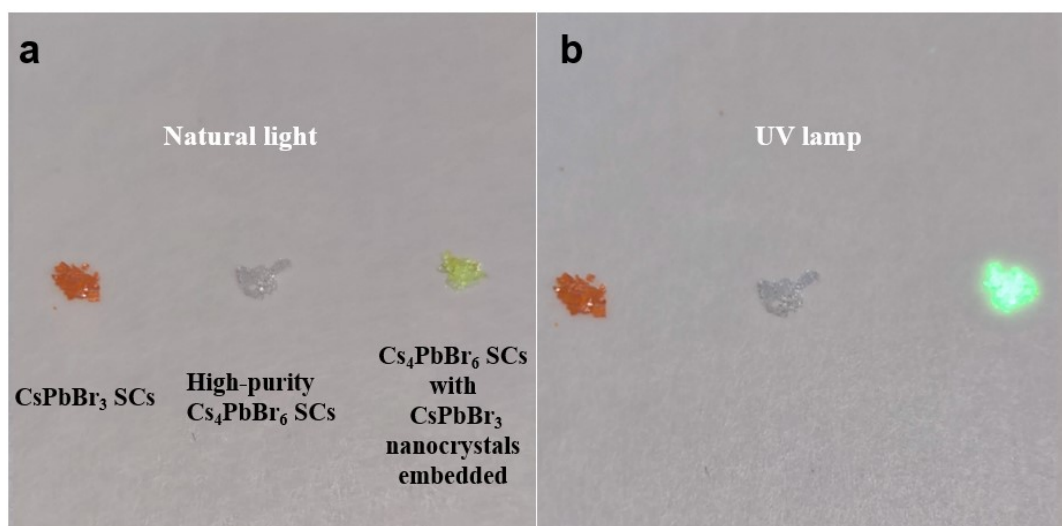 a
Natural light
CsPbBr₃ SCs
High-purity
Cs₄PbBr₆ SCs
Cs₄PbBr₆ SCs
with
CsPbBr₃
nanocrystals
embedded
b
UV lamp